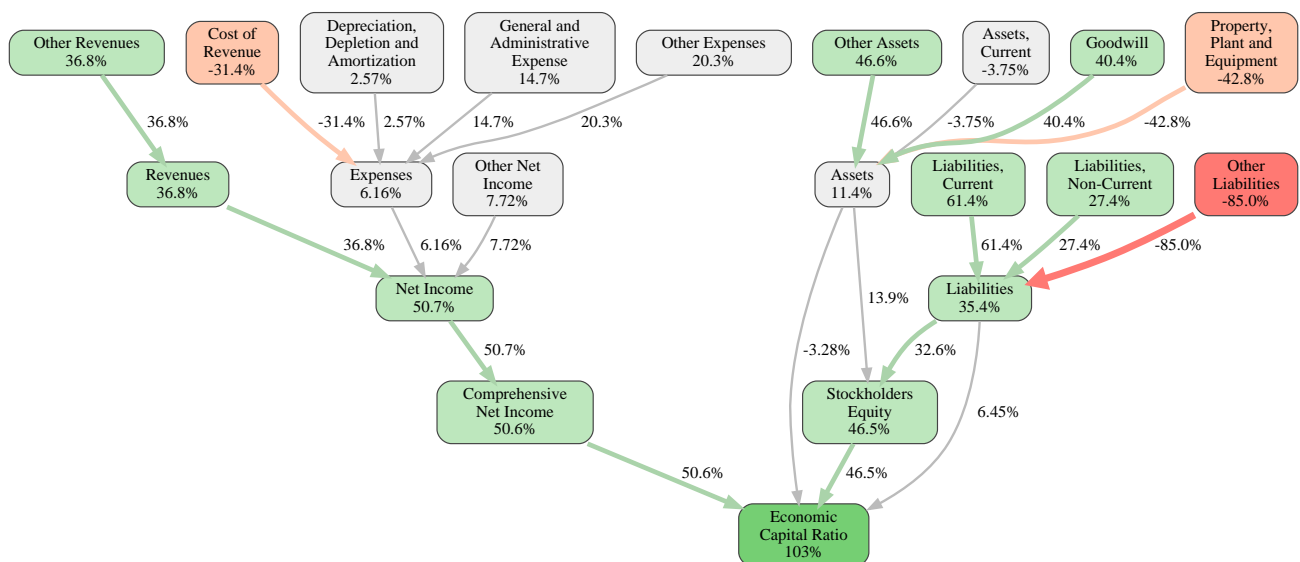 Other Revenues
36.8%
Cost of
Revenue
-31.4%
Depreciation,
Depletion and
Amortization
2.57%
General and
Administrative
Expense
14.7%
Other Expenses
20.3%
Other Assets
46.6%
Assets,
Current
-3.75%
Goodwill
40.4%
Property,
Plant and
Equipment
-42.8%
36.8%
-31.4%
2.57%
14.7%
20.3%
46.6%
-3.75%
40.4%
-42.8%
Revenues
36.8%
Expenses
6.16%
Other Net
Income
7.72%
Assets
11.4%
Liabilities,
Current
61.4%
Liabilities,
Non-Current
27.4%
Other
Liabilities
-85.0%
36.8%
6.16%
7.72%
61.4%
27.4%
-85.0%
Net Income
50.7%
13.9%
Liabilities
35.4%
50.7%
-3.28%
32.6%
Comprehensive
Net Income
50.6%
Stockholders
Equity
46.5%
6.45%
50.6%
46.5%
Economic
Capital Ratio
103%